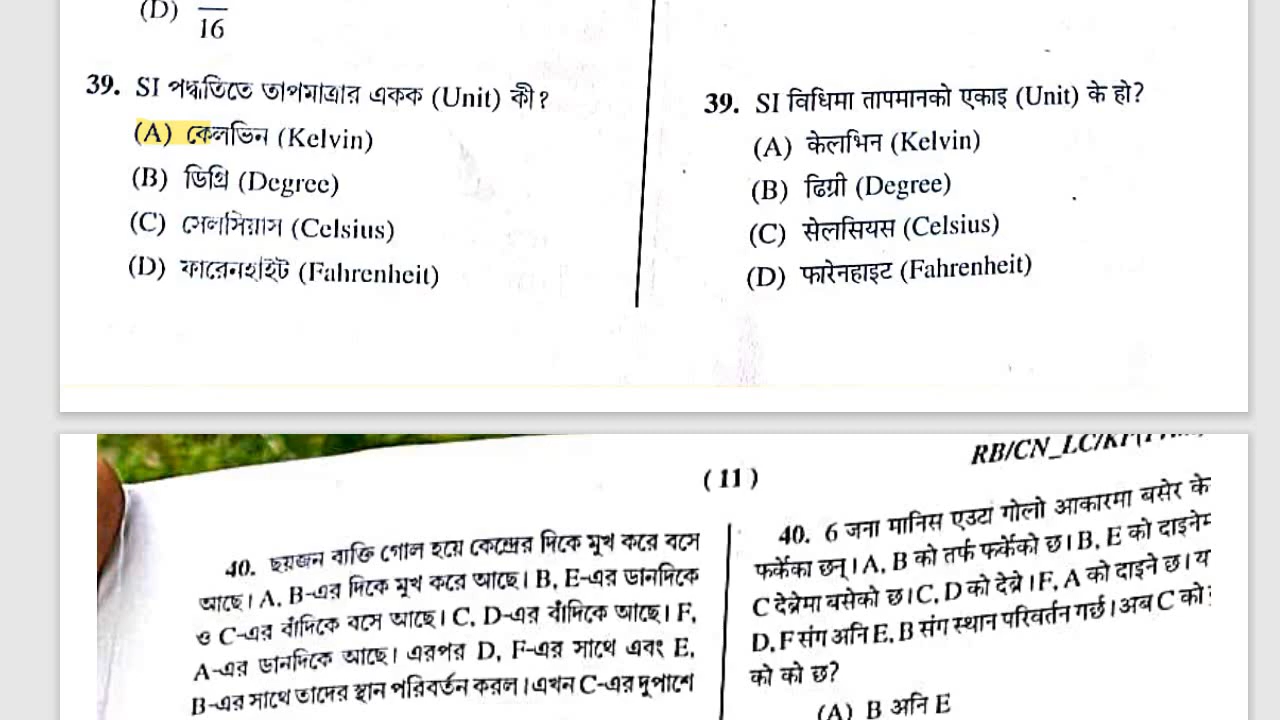 (D) 16
39. SI পদ্ধতিতে তাপমাত্রার একক (Unit) কী?
(A) কেলভিন (Kelvin)
(B) ডিগ্রি (Degree)
(C) সেলসিয়াস (Celsius)
(D) ফারেনহাইট (Fahrenheit)
39. SI विधिमा तापमानको एकाइ (Unit) के हो?
(A) केलभिन (Kelvin)
(B) ढिग्री (Degree)
(C) सेलसियस (Celsius)
(D) फारेनहाइट (Fahrenheit)
RB/CN_LC/KP
(11)
40. ছয়জন ব্যক্তি গোল হয়ে কেন্দ্রের দিকে মুখ করে বসে
আছে। A, B-এর দিকে মুখ করে আছে। B, E-এর ডানদিকে
ও C-এর বাঁদিকে বসে আছে। C, D-এর বাঁদিকে আছে। F,
A-এর ডানদিকে আছে। এরপর D, F-এর সাথে এবং E,
B-এর সাথে তাদের স্থান পরিবর্তন করল। এখন C-এর দুপাশে
40. 6 जना मानिस एउटा गोलो आकारमा बसेर के
फर्केका छन्। A, B को तर्फ फर्केको छ। B, E को
C देब्रेमा बसेको छ। C, D को देब्रे। F, A को दाइने छ।
D, F संग अनि E, B संग स्थान परिवर्तन गर्छ। अब C को
को को छ?
(A) B अनि E